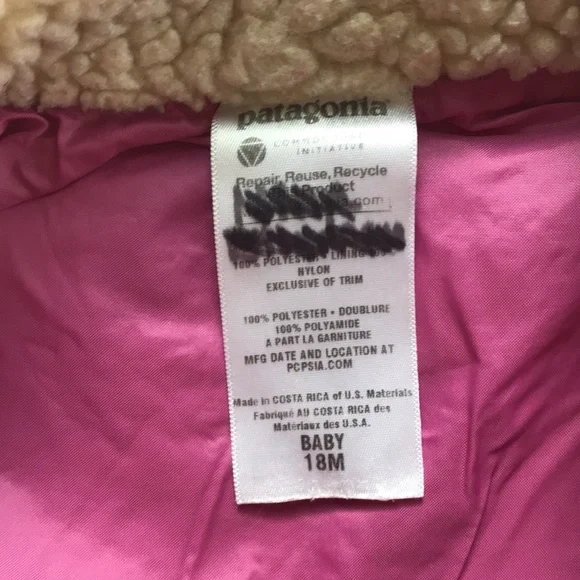 patagonia
COMMON THREADS
INITIATIVE
Repair, Reuse, Recycle
Product
.com
100% POLYESTER • LINING
NYLON
EXCLUSIVE OF TRIM
100% POLYESTER • DOUBLURE
100% POLYAMIDE
A PART LA GARNITURE
MFG DATE AND LOCATION AT
PCPSIA.COM
Made in COSTA RICA of U.S. Materials
Fabriqué AU COSTA RICA des
Matériaux des U.S.A.
BABY
18M